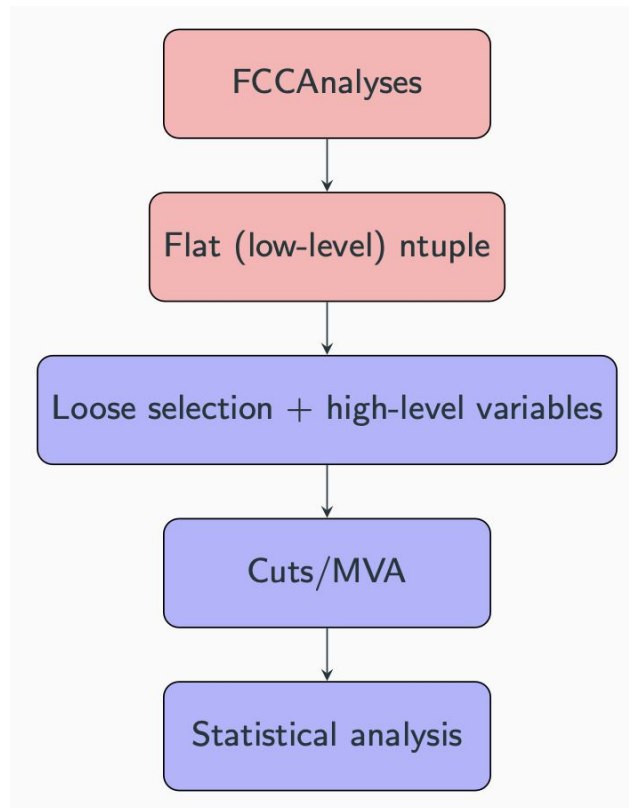 FCCAnalyses
Flat (low-level) ntuple
Loose selection + high-level variables
Cuts/MVA
Statistical analysis